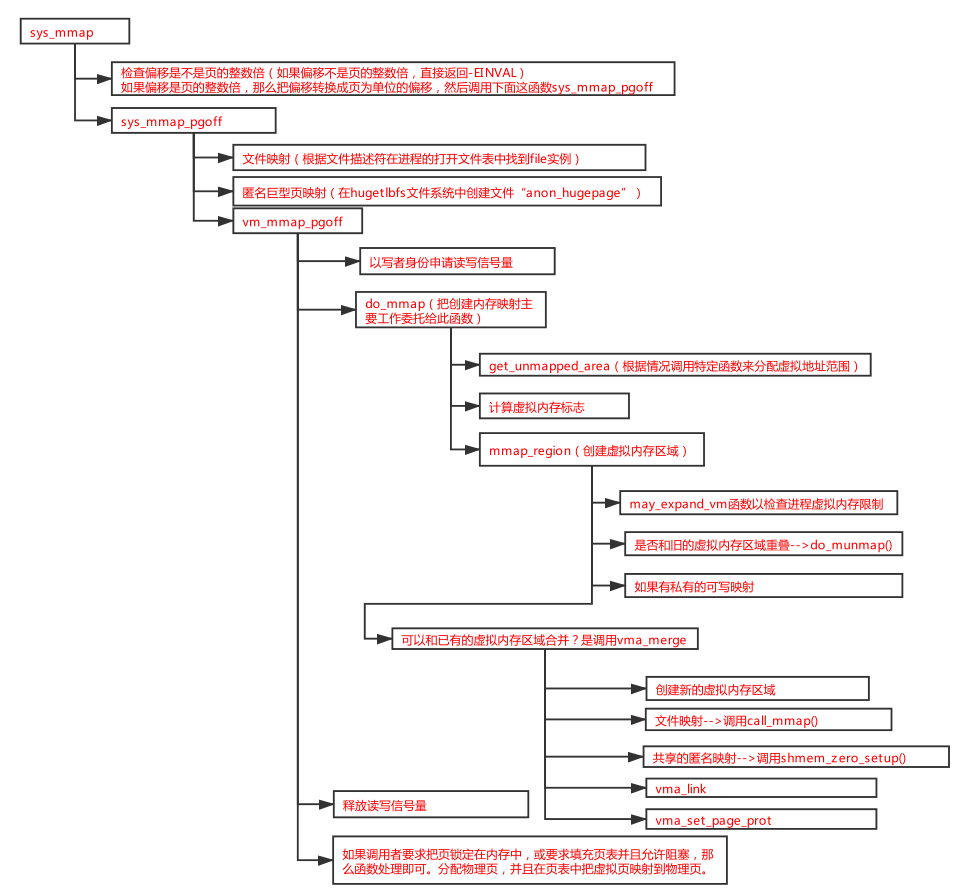 sys_mmap
检查偏移是不是页的整数倍（如果偏移不是页的整数倍，直接返回-EINVAL）
如果偏移是页的整数倍，那么把偏移转换成页为单位的偏移，然后调用下面这函数sys_mmap_pgoff
sys_mmap_pgoff
文件映射（根据文件描述符在进程的打开文件表中找到file实例）
匿名巨型页映射（在hugetlbfs文件系统中创建文件“anon_hugepage” ）
vm_mmap_pgoff
以写者身份申请读写信号量
do_mmap（把创建内存映射主
要工作委托给此函数）
get_unmapped_area（根据情况调用特定函数来分配虚拟地址范围）
计算虚拟内存标志
mmap_region（创建虚拟内存区域）
may_expand_vm函数以检查进程虚拟内存限制
是否和旧的虚拟内存区域重叠-->do_munmap()
如果有私有的可写映射
可以和已有的虚拟内存区域合并？是调用vma_merge
创建新的虚拟内存区域
文件映射-->调用call_mmap()
共享的匿名映射-->调用shmem_zero_setup()
vma_link
释放读写信号量
vma_set_page_prot
如果调用者要求把页锁定在内存中，或要求填充页表并且允许阻塞，那
么函数处理即可。分配物理页，并且在页表中把虚拟页映射到物理页。